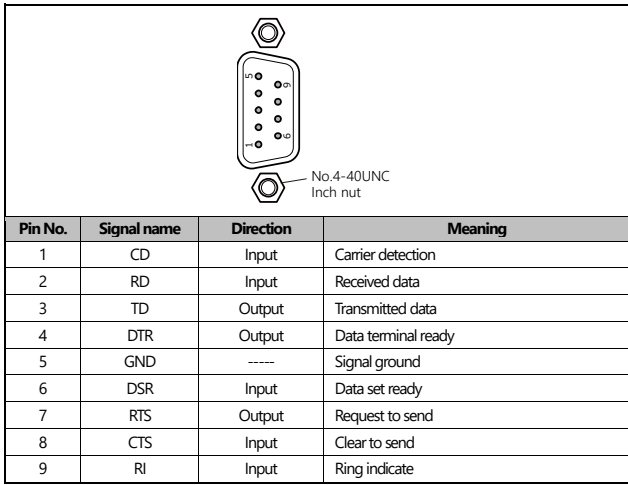 5
9
6
1
No.4-40UNC
Inch nut
Pin No. Signal name Direction Meaning
1 CD Input Carrier detection
2 RD Input Received data
3 TD Output Transmitted data
4 DTR Output Data terminal ready
5 GND ----- Signal ground
6 DSR Input Data set ready
7 RTS Output Request to send
8 CTS Input Clear to send
9 RI Input Ring indicate